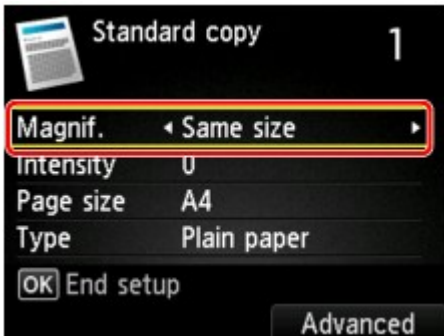 Standard copy 1
Magnif. Same size
Intensity 0
Page size A4
Type Plain paper
OK End setup
Advanced